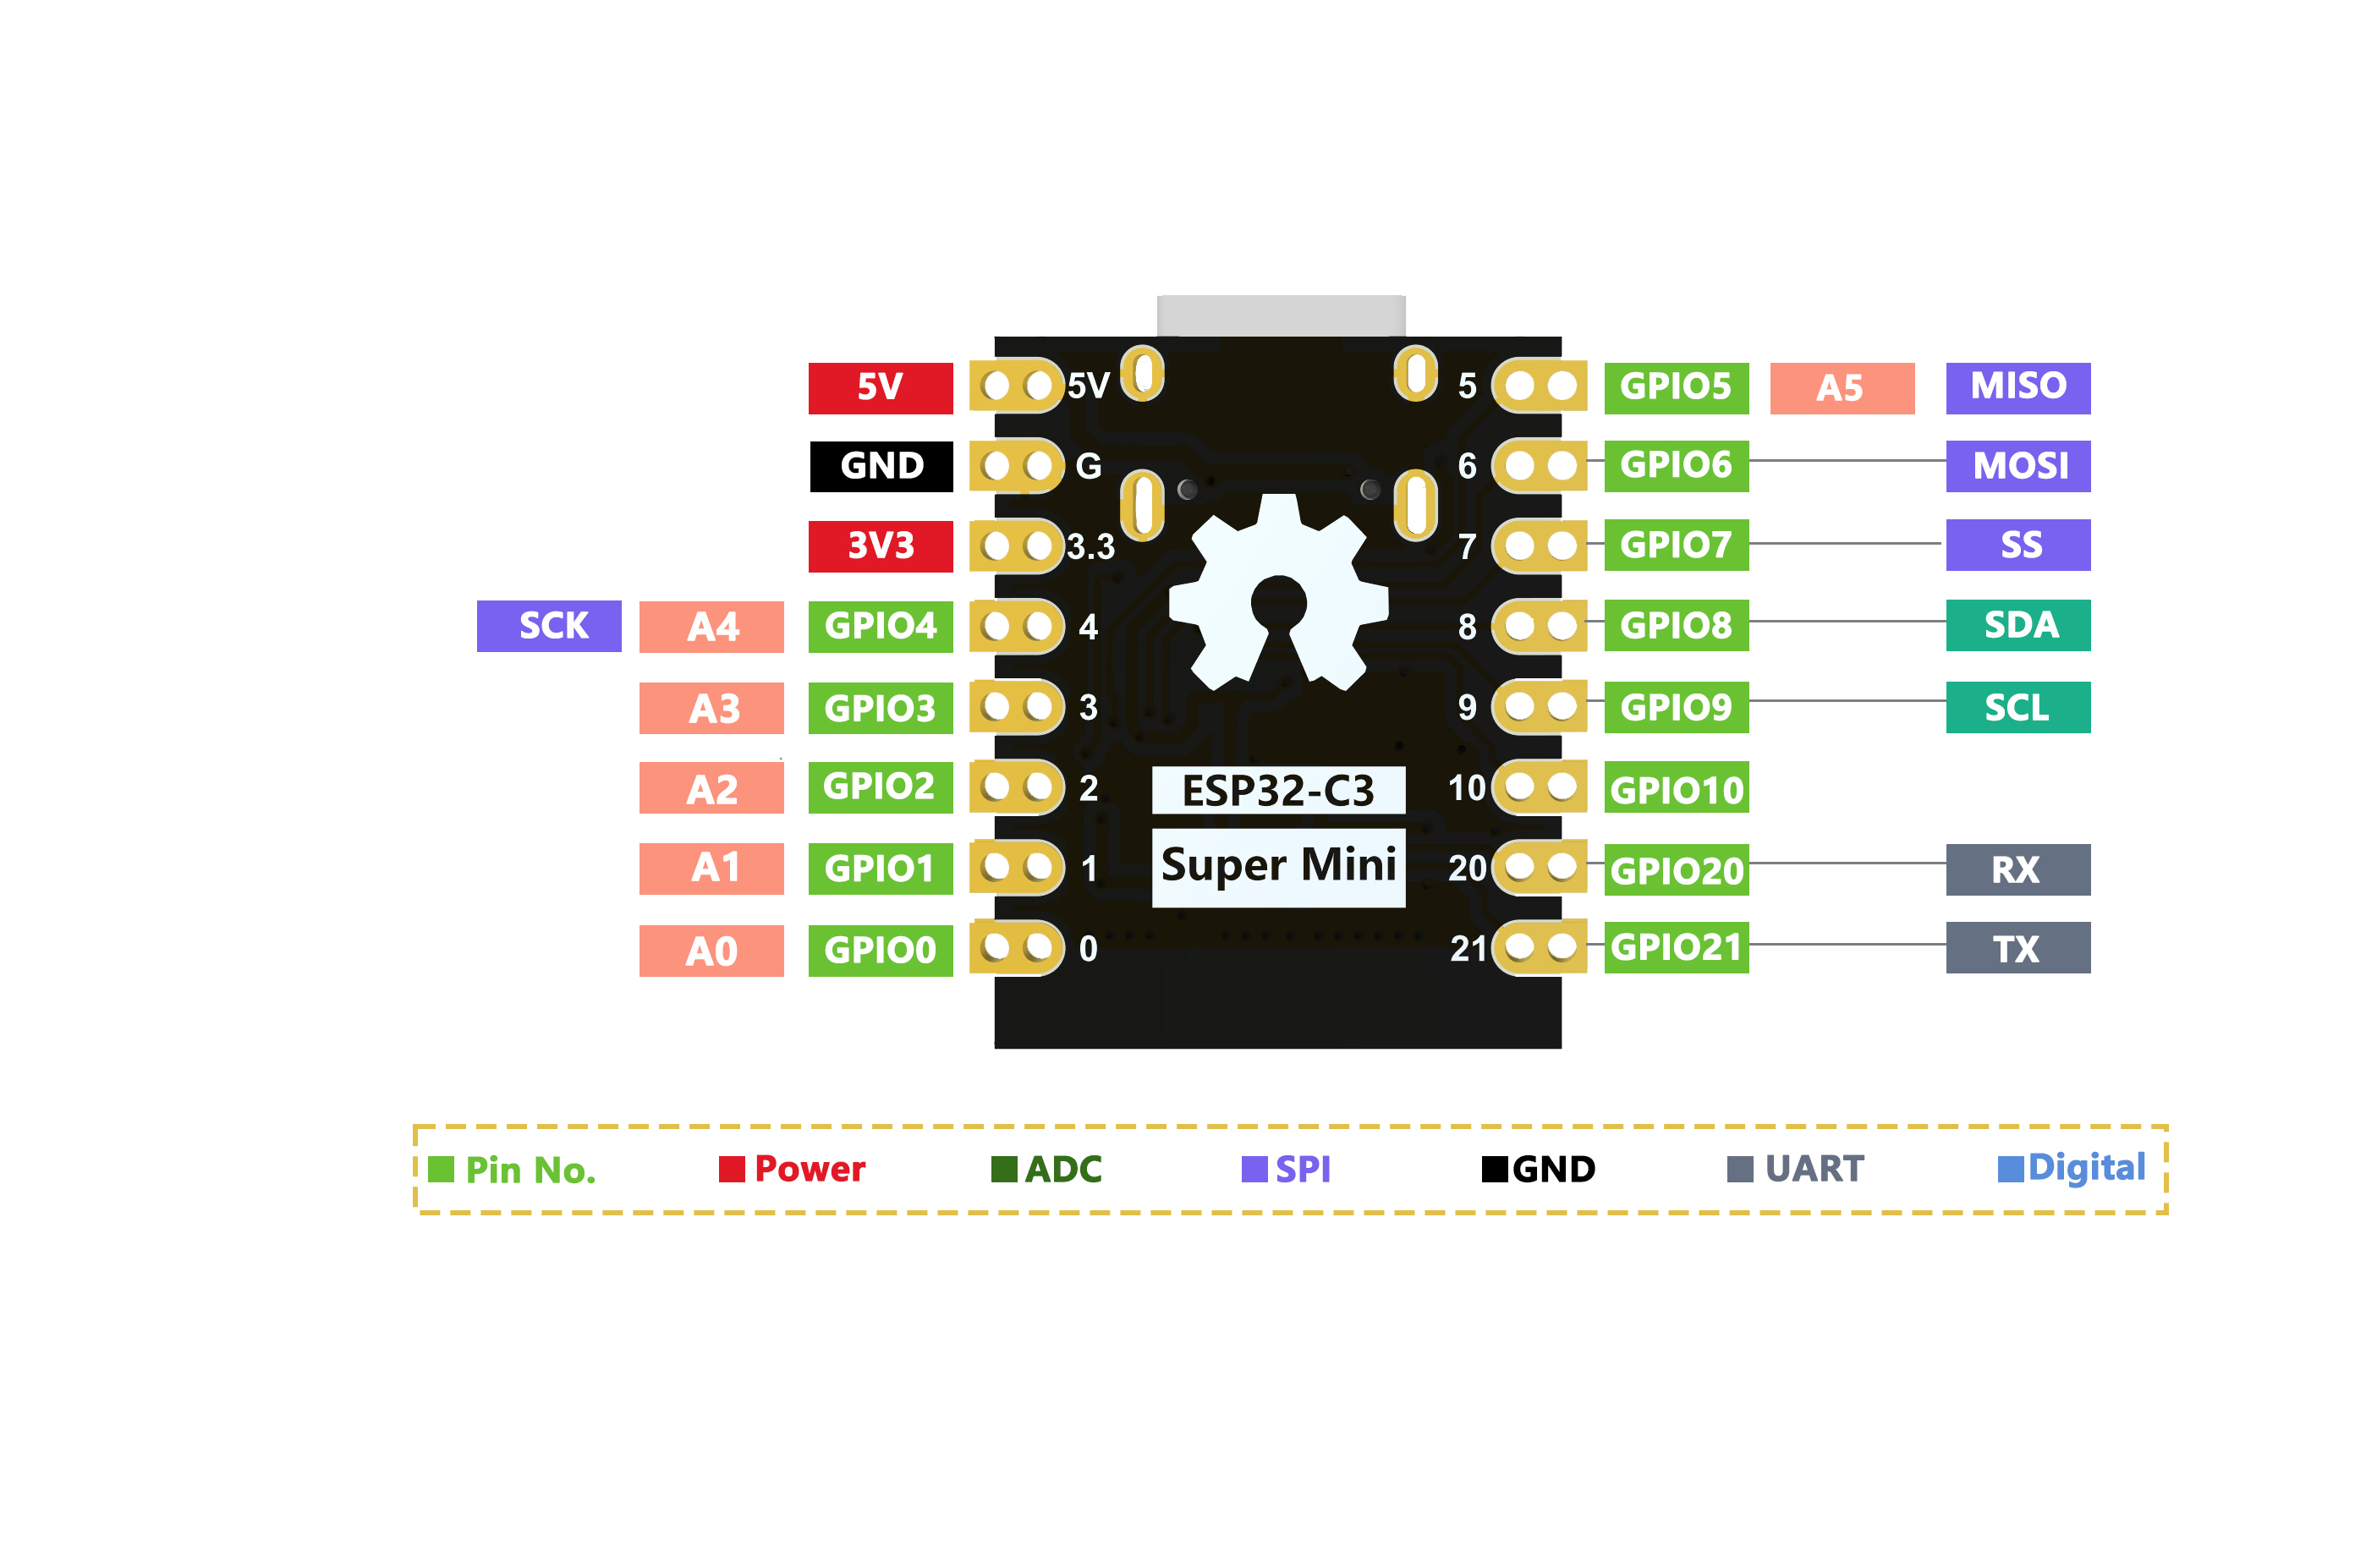 5V 5V 5 GPIO5 A5 MISO
GND G 6 GPIO6 MOSI
3V3 3.3 7 GPIO7 SS
SCK A4 GPIO4 4 8 GPIO8 SDA
A3 GPIO3 3 9 GPIO9 SCL
A2 GPIO2 2 ESP32-C3 10 GPIO10
A1 GPIO1 1 Super Mini 20 GPIO20 RX
A0 GPIO0 0 21 GPIO21 TX
Pin No. Power ADC SPI GND UART Digital